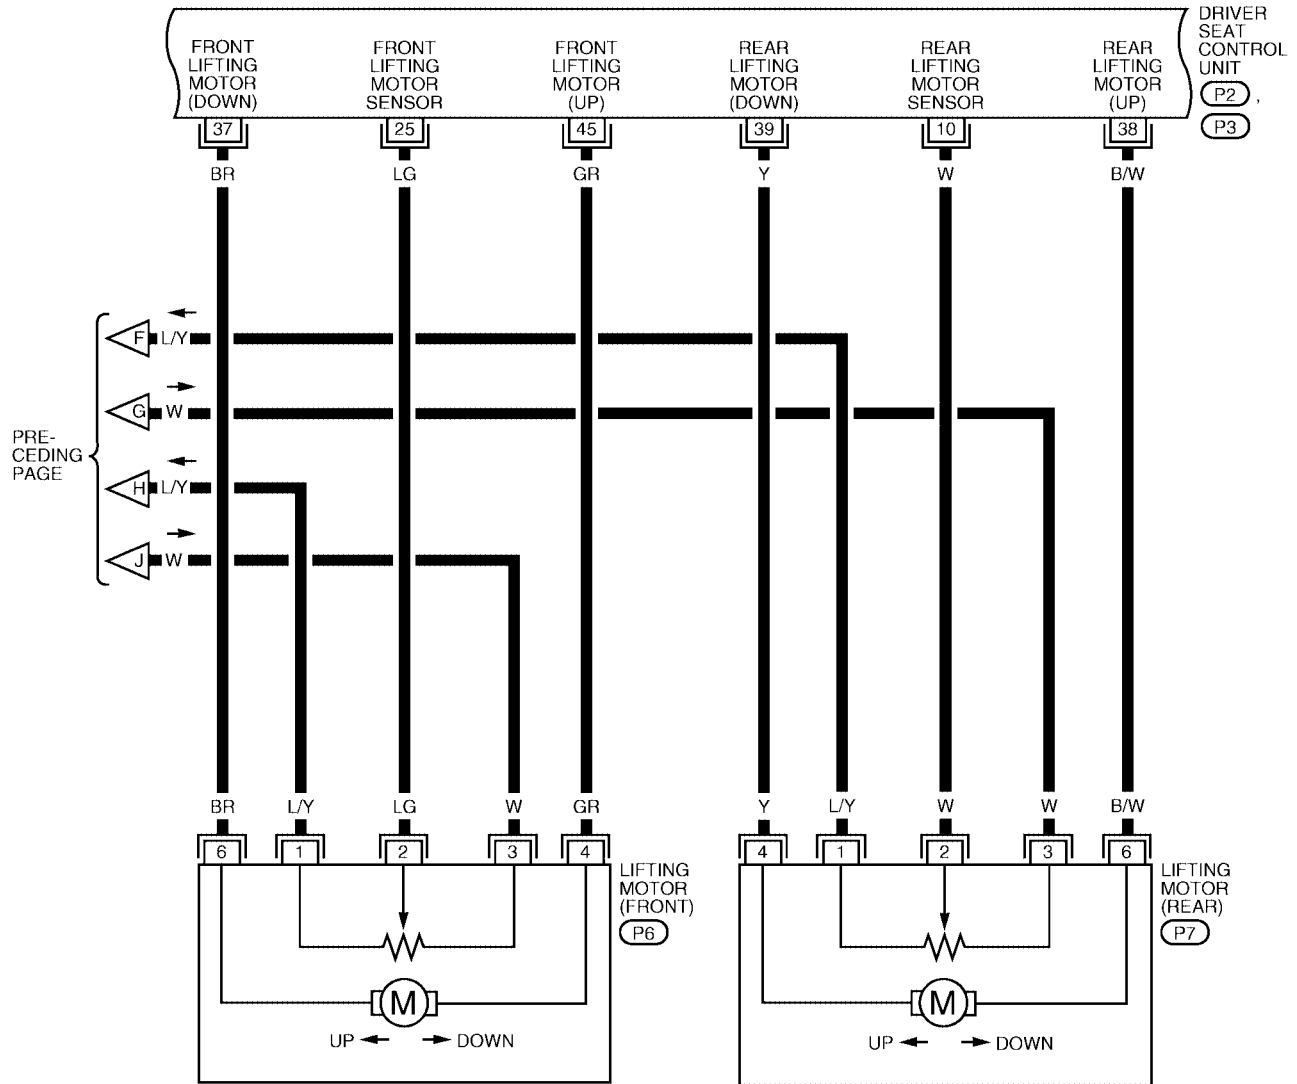 DRIVER
SEAT
CONTROL
UNIT
P2 ,
P3
FRONT
LIFTING
MOTOR
(DOWN)
FRONT
LIFTING
MOTOR
SENSOR
FRONT
LIFTING
MOTOR
(UP)
REAR
LIFTING
MOTOR
(DOWN)
REAR
LIFTING
MOTOR
SENSOR
REAR
LIFTING
MOTOR
(UP)
37 25 45 39 10 38
BR LG GR Y W B/W
F L/Y
G W
PRE-
CEDING
PAGE
H L/Y
J W
BR L/Y LG W GR Y L/Y W W B/W
6 1 2 3 4 4 1 2 3 6
LIFTING
MOTOR
(FRONT)
P6
LIFTING
MOTOR
(REAR)
P7
M M
UP DOWN UP DOWN